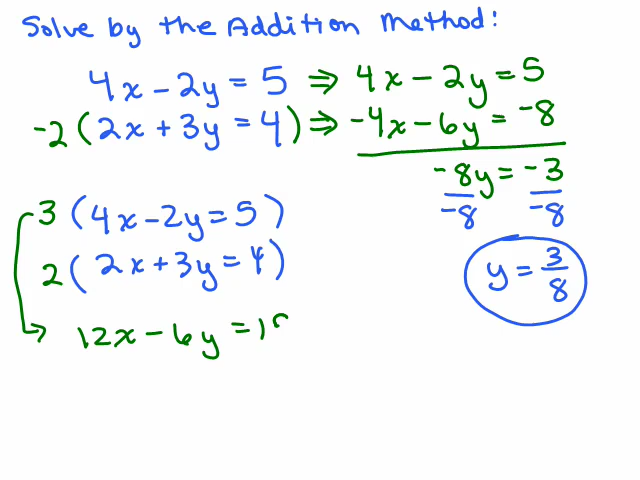 Solve by the Addition Method:
4x - 2y = 5 ⇒ 4x - 2y = 5
-2 ( 2x + 3y = 4 ) ⇒ -4x - 6y = -8
-8y = -3
-8 -8
y = 3/8
3 ( 4x - 2y = 5 )
2 ( 2x + 3y = 4 )
12x - 6y = 1